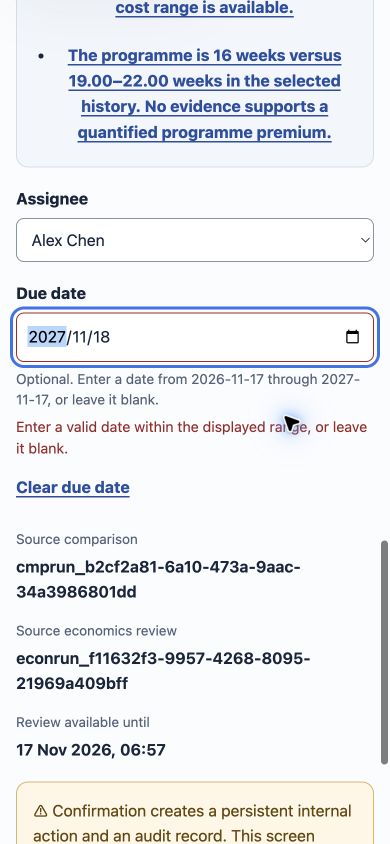 cost range is available.
• The programme is 16 weeks versus
19.00–22.00 weeks in the selected
history. No evidence supports a
quantified programme premium.
Assignee
Alex Chen
Due date
2027/11/18
Optional. Enter a date from 2026-11-17 through 2027-
11-17, or leave it blank.
Enter a valid date within the displayed range, or leave
it blank.
Clear due date
Source comparison
cmprun_b2cf2a81-6a10-473a-9aac-
34a3986801dd
Source economics review
econrun_f11632f3-9957-4268-8095-
21969a409bff
Review available until
17 Nov 2026, 06:57
⚠ Confirmation creates a persistent internal
action and an audit record. This screen